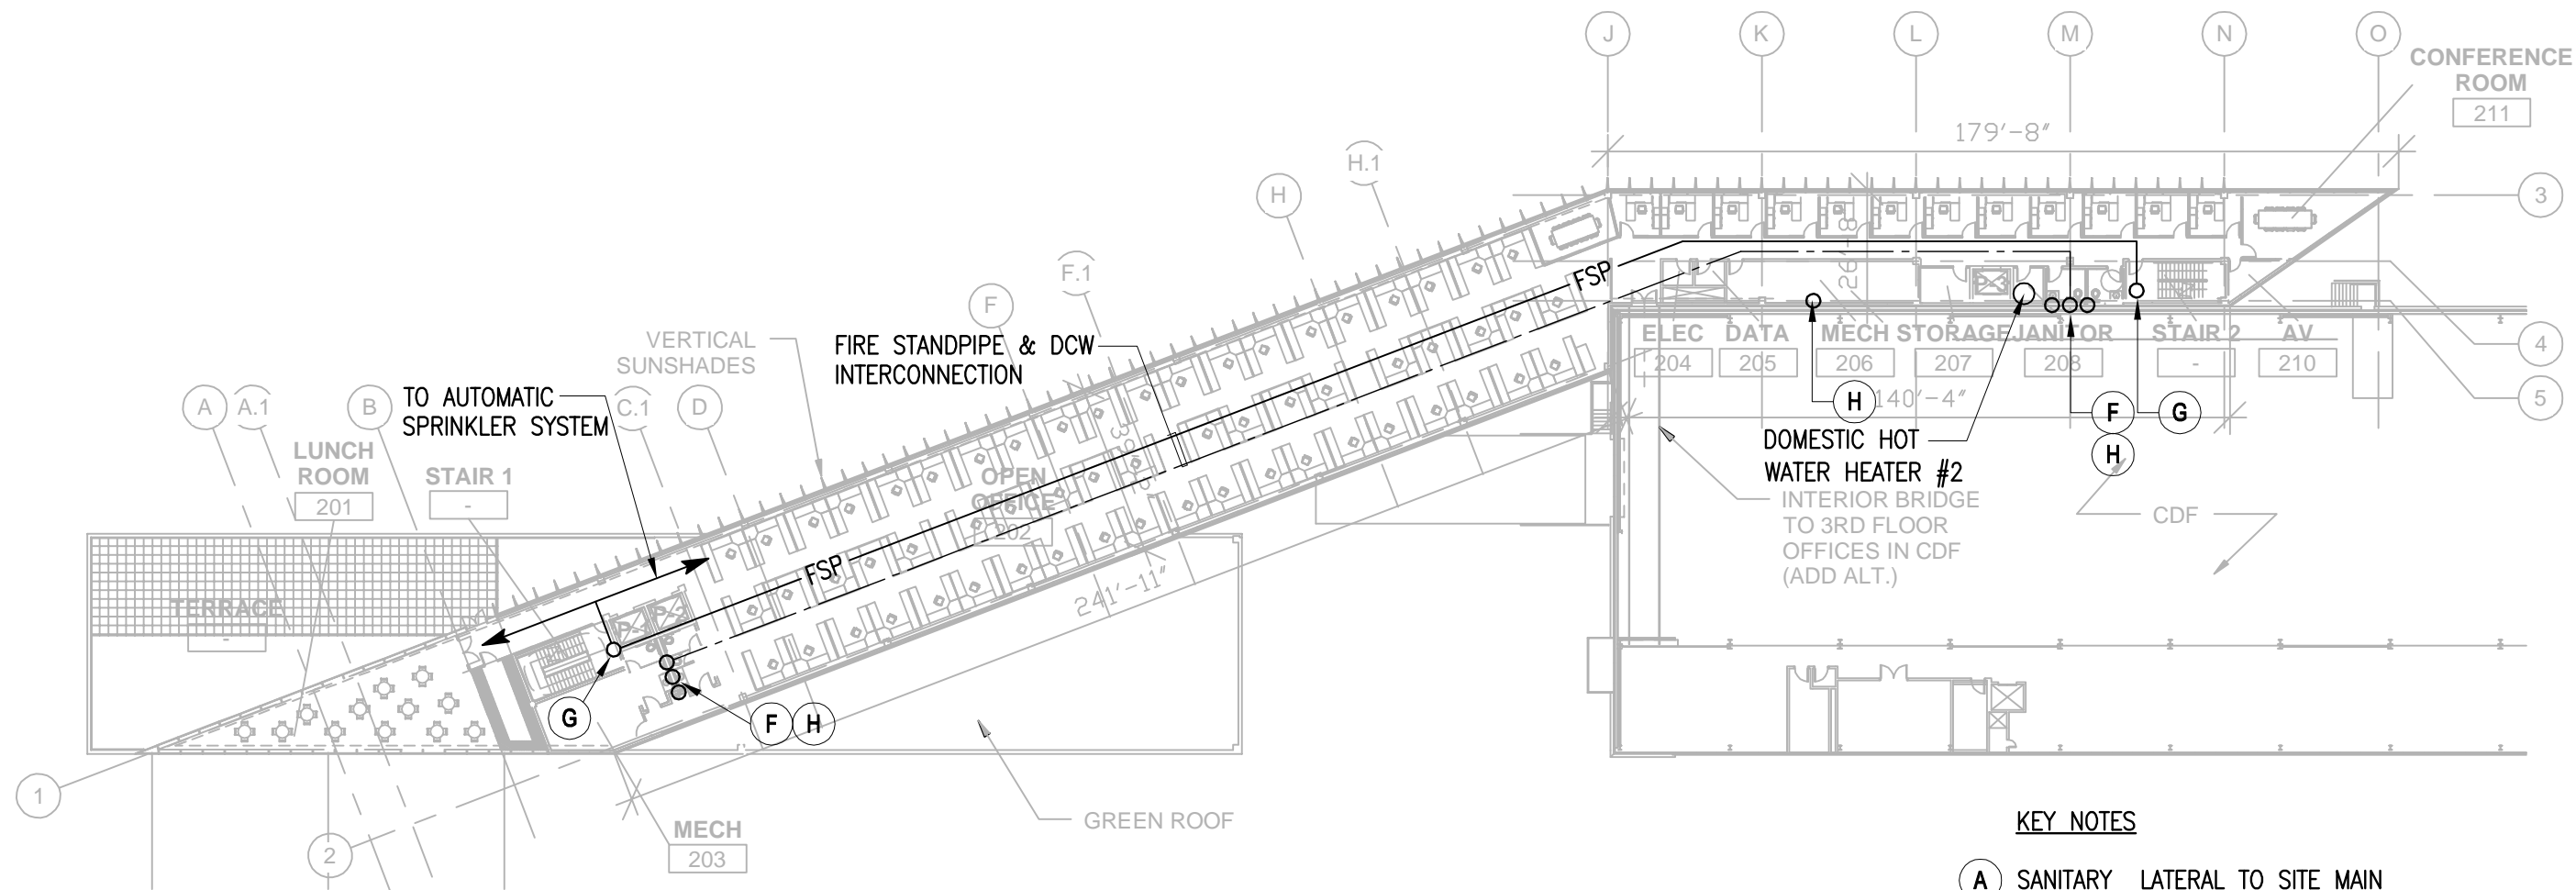 J
K
L
M
N
O
CONFERENCE
ROOM
211
179'-8"
H.1
H
3
26'-8"
F.1
F
FSP
VERTICAL
SUNSHADES
FIRE STANDPIPE & DCW
INTERCONNECTION
ELEC
204
DATA
205
MECH
206
STORAGE
207
JANITOR
208
STAIR 2
-
AV
210
4
5
A
A.1
B
C.1
D
TO AUTOMATIC
SPRINKLER SYSTEM
H
140'-4"
F
G
H
DOMESTIC HOT
WATER HEATER #2
LUNCH
ROOM
201
STAIR 1
-
OPEN
OFFICE
202
INTERIOR BRIDGE
TO 3RD FLOOR
OFFICES IN CDF
(ADD ALT.)
CDF
FSP
241'-11"
TERRACE
-
G
F
H
1
2
GREEN ROOF
MECH
203
KEY NOTES
A SANITARY LATERAL TO SITE MAIN